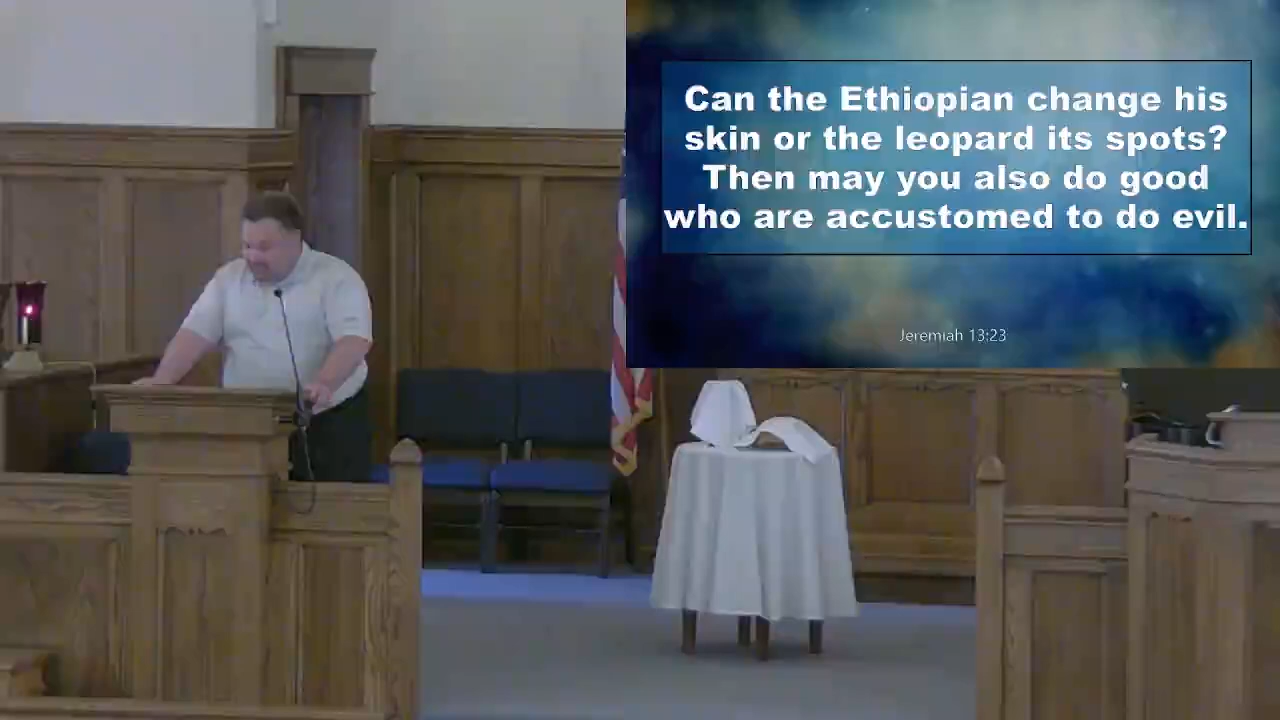 Can the Ethiopian change his
skin or the leopard its spots?
Then may you also do good
who are accustomed to do evil.
Jeremiah 13:23